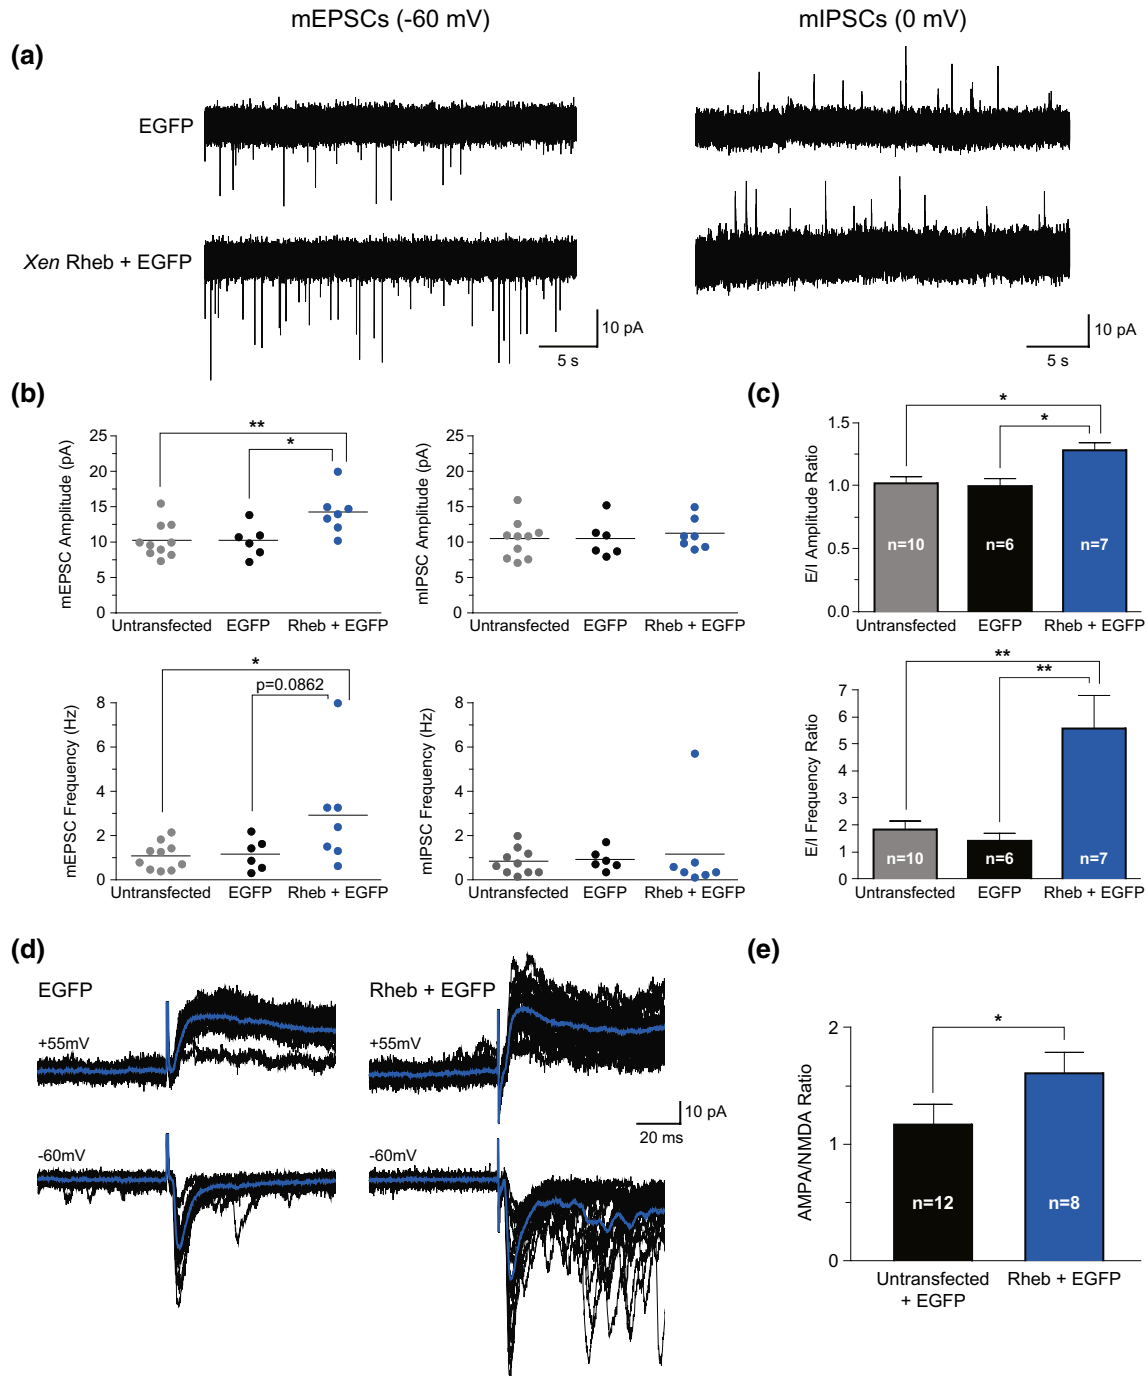 mEPSCs (-60 mV)
mIPSCs (0 mV)
(a)
EGFP
Xen Rheb + EGFP
10 pA
5 s
10 pA
5 s
(b)
mEPSC Amplitude (pA)
25
20
15
10
5
0
**
*
Untransfected
EGFP
Rheb + EGFP
mIPSC Amplitude (pA)
25
20
15
10
5
0
Untransfected
EGFP
Rheb + EGFP
(c)
E/I Amplitude Ratio
1.5
1.0
0.5
0.0
*
*
n=10
n=6
n=7
Untransfected
EGFP
Rheb + EGFP
mEPSC Frequency (Hz)
8
6
4
2
0
*
p=0.0862
Untransfected
EGFP
Rheb + EGFP
mIPSC Frequency (Hz)
8
6
4
2
0
Untransfected
EGFP
Rheb + EGFP
E/I Frequency Ratio
7
6
5
4
3
2
1
0
**
**
n=10
n=6
n=7
Untransfected
EGFP
Rheb + EGFP
(d)
EGFP
+55mV
-60mV
Rheb + EGFP
+55mV
-60mV
10 pA
20 ms
(e)
AMPA/NMDA Ratio
2
1
0
*
n=12
n=8
Untransfected
+ EGFP
Rheb + EGFP